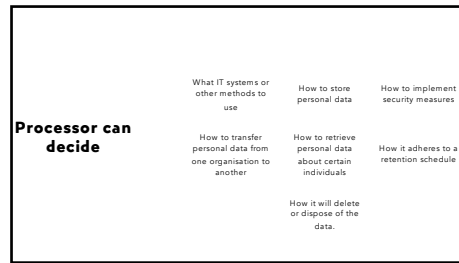 Processor can
decide
What IT systems or
other methods to
use
How to store
personal data
How to implement
security measures
How to transfer
personal data from
one organisation to
another
How to retrieve
personal data
about certain
individuals
How it adheres to a
retention schedule
How it will delete
or dispose of the
data.